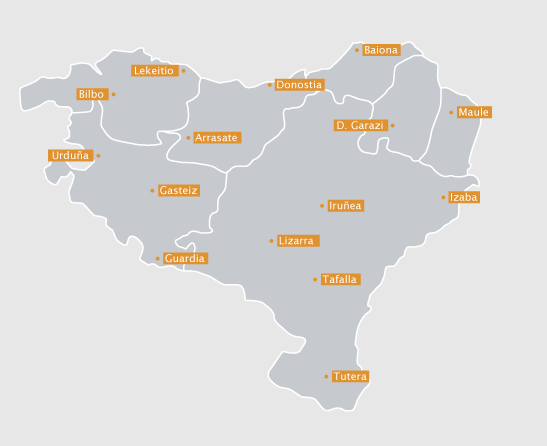 Baiona
Lekeitio
Donostia
Bilbo
Maule
D. Garazi
Arrasate
Urduña
Gasteiz
Izaba
Iruñea
Lizarra
Guardia
Tafalla
Tutera